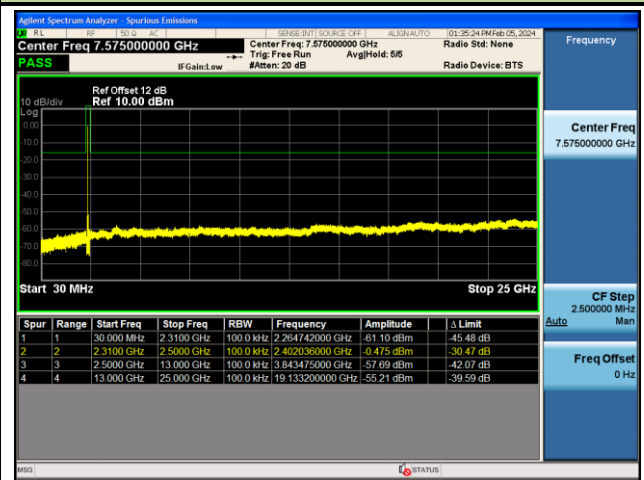 Agilent Spectrum Analyzer - Spurious Emissions
RL RF 50 Ω AC SENSE:INT SOURCE OFF ALIGN AUTO 01:35:24 PM Feb 05, 2024
Center Freq 7.575000000 GHz Center Freq: 7.575000000 GHz Radio Std: None
Trig: Free Run Avg|Hold: 5/5
PASS IFGain:Low #Atten: 20 dB Radio Device: BTS
Frequency
Ref Offset 12 dB
10 dB/div Ref 10.00 dBm
Log
0.00
-10.0
-20.0
-30.0
-40.0
-50.0
-60.0
-70.0
-80.0
Start 30 MHz Stop 25 GHz
Center Freq
7.575000000 GHz
CF Step
2.500000 MHz
Auto Man
Freq Offset
0 Hz
Spur Range Start Freq Stop Freq RBW Frequency Amplitude Δ Limit
1 1 30.000 MHz 2.3100 GHz 100.0 kHz 2.264742000 GHz -61.10 dBm -45.48 dB
2 2 2.3100 GHz 2.5000 GHz 100.0 kHz 2.402036000 GHz -0.475 dBm -30.47 dB
3 3 2.5000 GHz 13.000 GHz 100.0 kHz 3.843475000 GHz -57.69 dBm -42.07 dB
4 4 13.000 GHz 25.000 GHz 100.0 kHz 19.133200000 GHz -55.21 dBm -39.59 dB
MSG STATUS